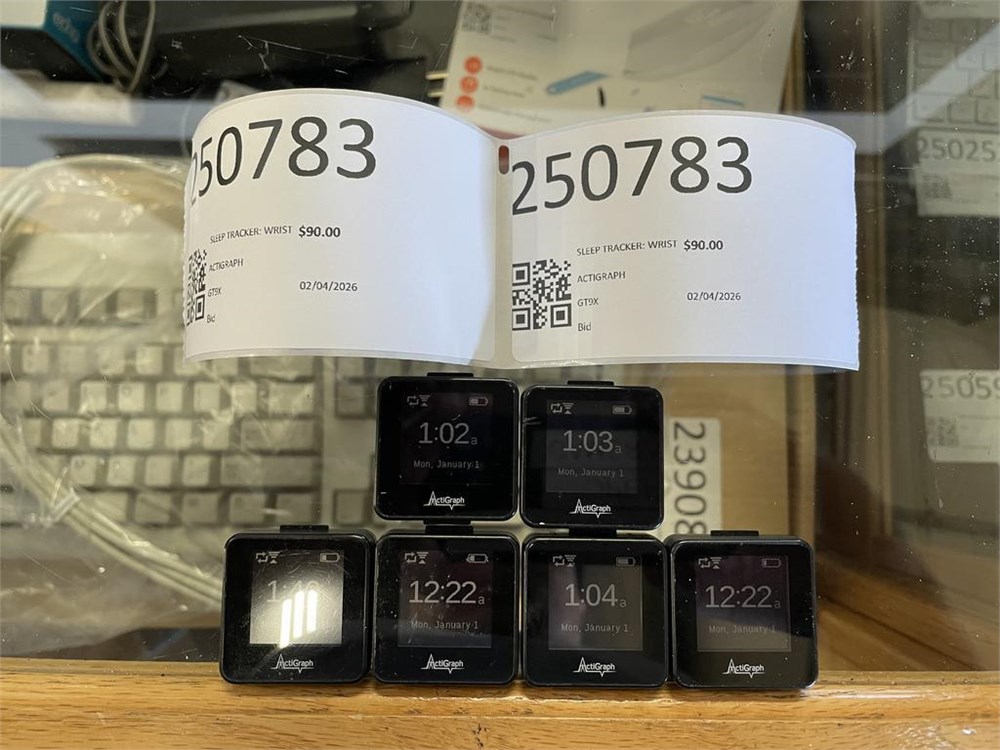 250783
SLEEP TRACKER: WRIST $90.00
ACTIGRAPH
GT9X
02/04/2026
Bid
250783
SLEEP TRACKER: WRIST $90.00
ACTIGRAPH
GT9X
02/04/2026
Bid
25025
2505
23908
1:02a
Mon, January 1
ActiGraph
1:03a
Mon, January 1
ActiGraph
ActiGraph
12:22a
Mon, January 1
ActiGraph
1:04a
Mon, January 1
ActiGraph
12:22a
Mon, January 1
ActiGraph